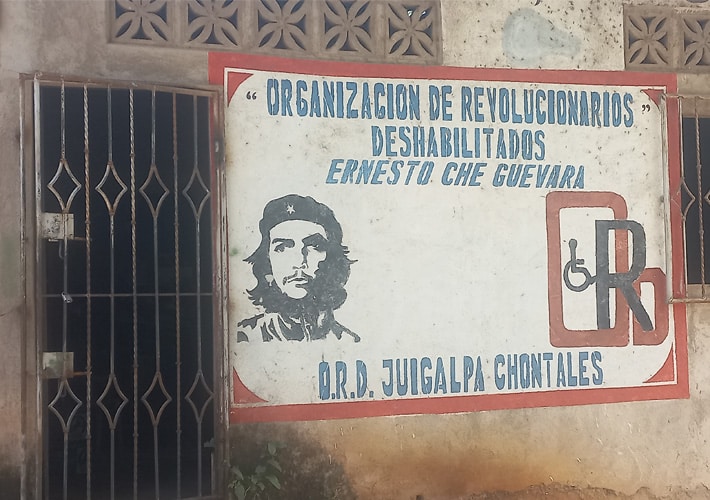 “ ORGANIZACION DE REVOLUCIONARIOS ”
DESHABILITADOS
ERNESTO CHE GUEVARA
ORD
O.R.D. JUIGALPA CHONTALES